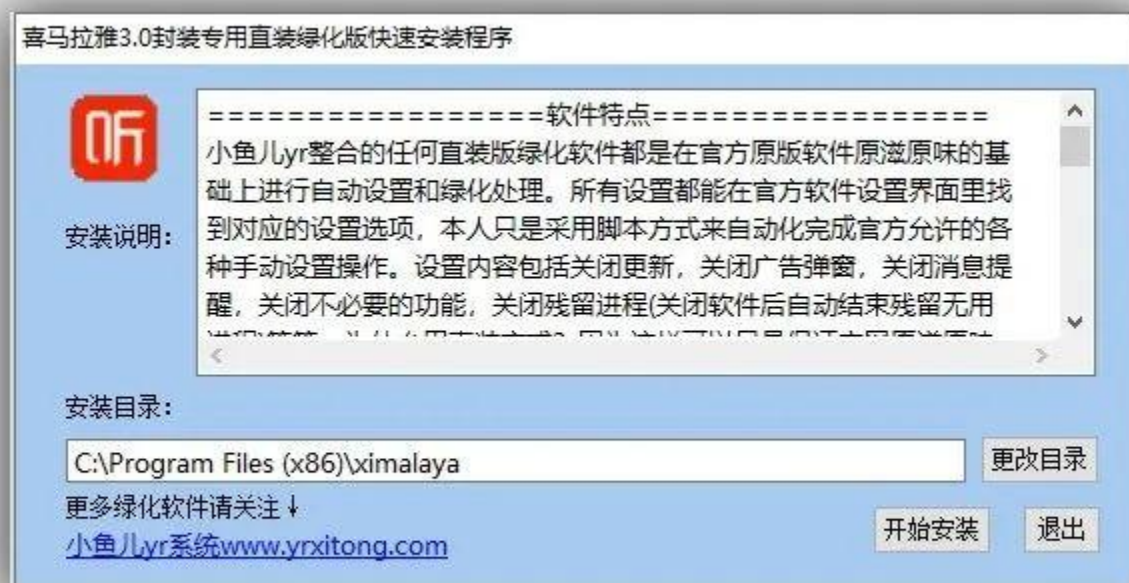 喜马拉雅3.0封装专用直装绿化版快速安装程序
听
=================软件特点=================
小鱼儿yr整合的任何直装版绿化软件都是在官方原版软件原滋原味的基
础上进行自动设置和绿化处理。所有设置都能在官方软件设置界面里找
到对应的设置选项，本人只是采用脚本方式来自动化完成官方允许的各
种手动设置操作。设置内容包括关闭更新，关闭广告弹窗，关闭消息提
醒，关闭不必要的功能，关闭残留进程(关闭软件后自动结束残留无用
安装说明：
安装目录：
C:\Program Files (x86)\ximalaya
更改目录
更多绿化软件请关注↓
小鱼儿yr系统www.yrxitong.com
开始安装
退出